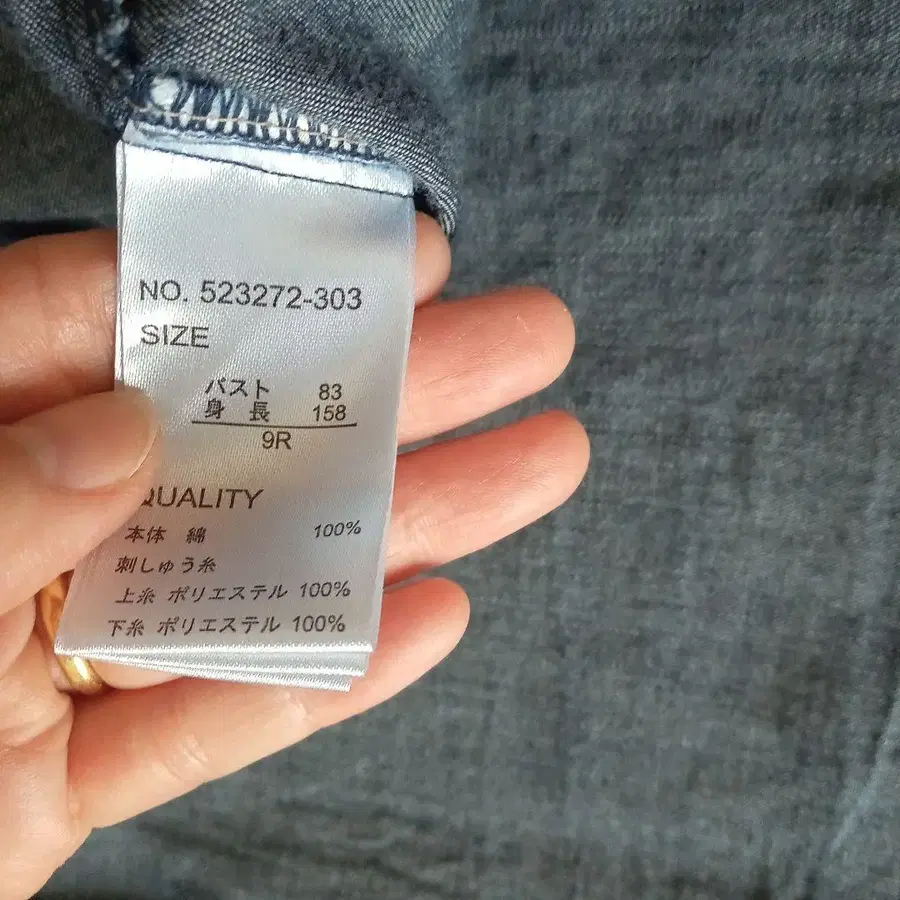 NO. 523272-303
SIZE
バスト 83
身長 158
9R
QUALITY
本体 綿 100%
刺しゅう糸
上糸 ポリエステル 100%
下糸 ポリエステル 100%